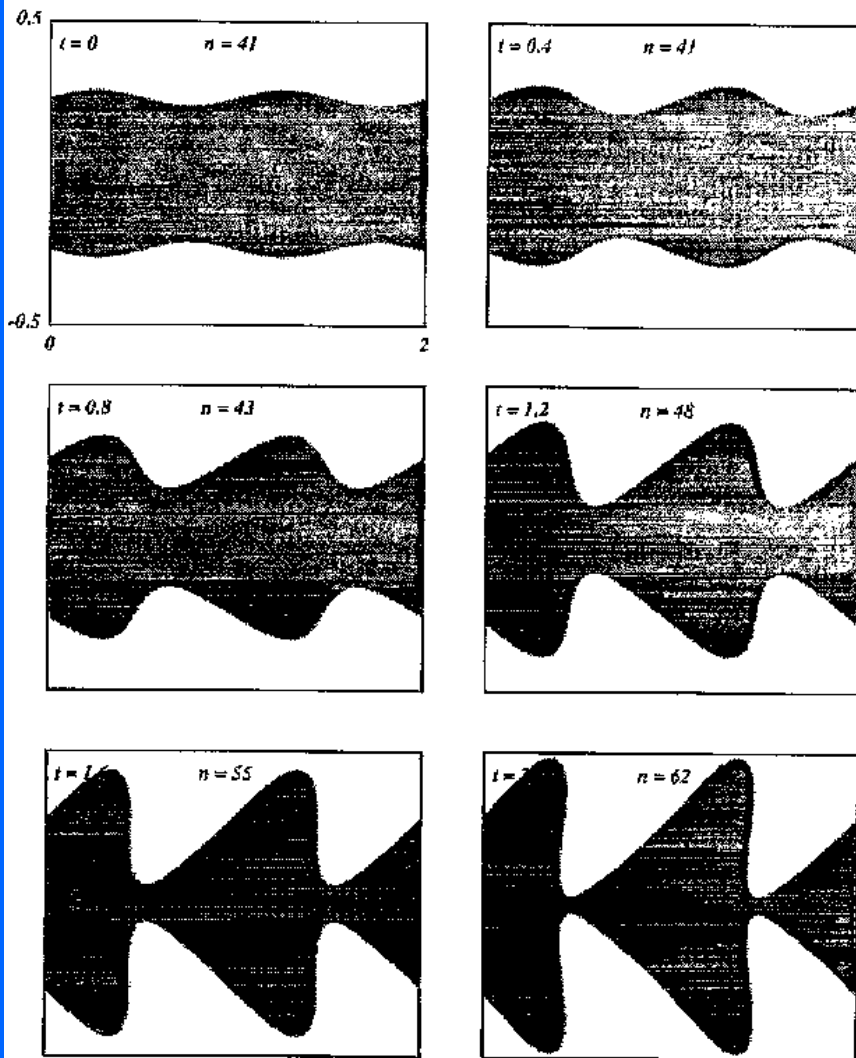 0.5
t = 0 n = 41
t = 0.4 n = 41
-0.5
0 2
t = 0.8 n = 43
t = 1.2 n = 48
n = 55
n = 62